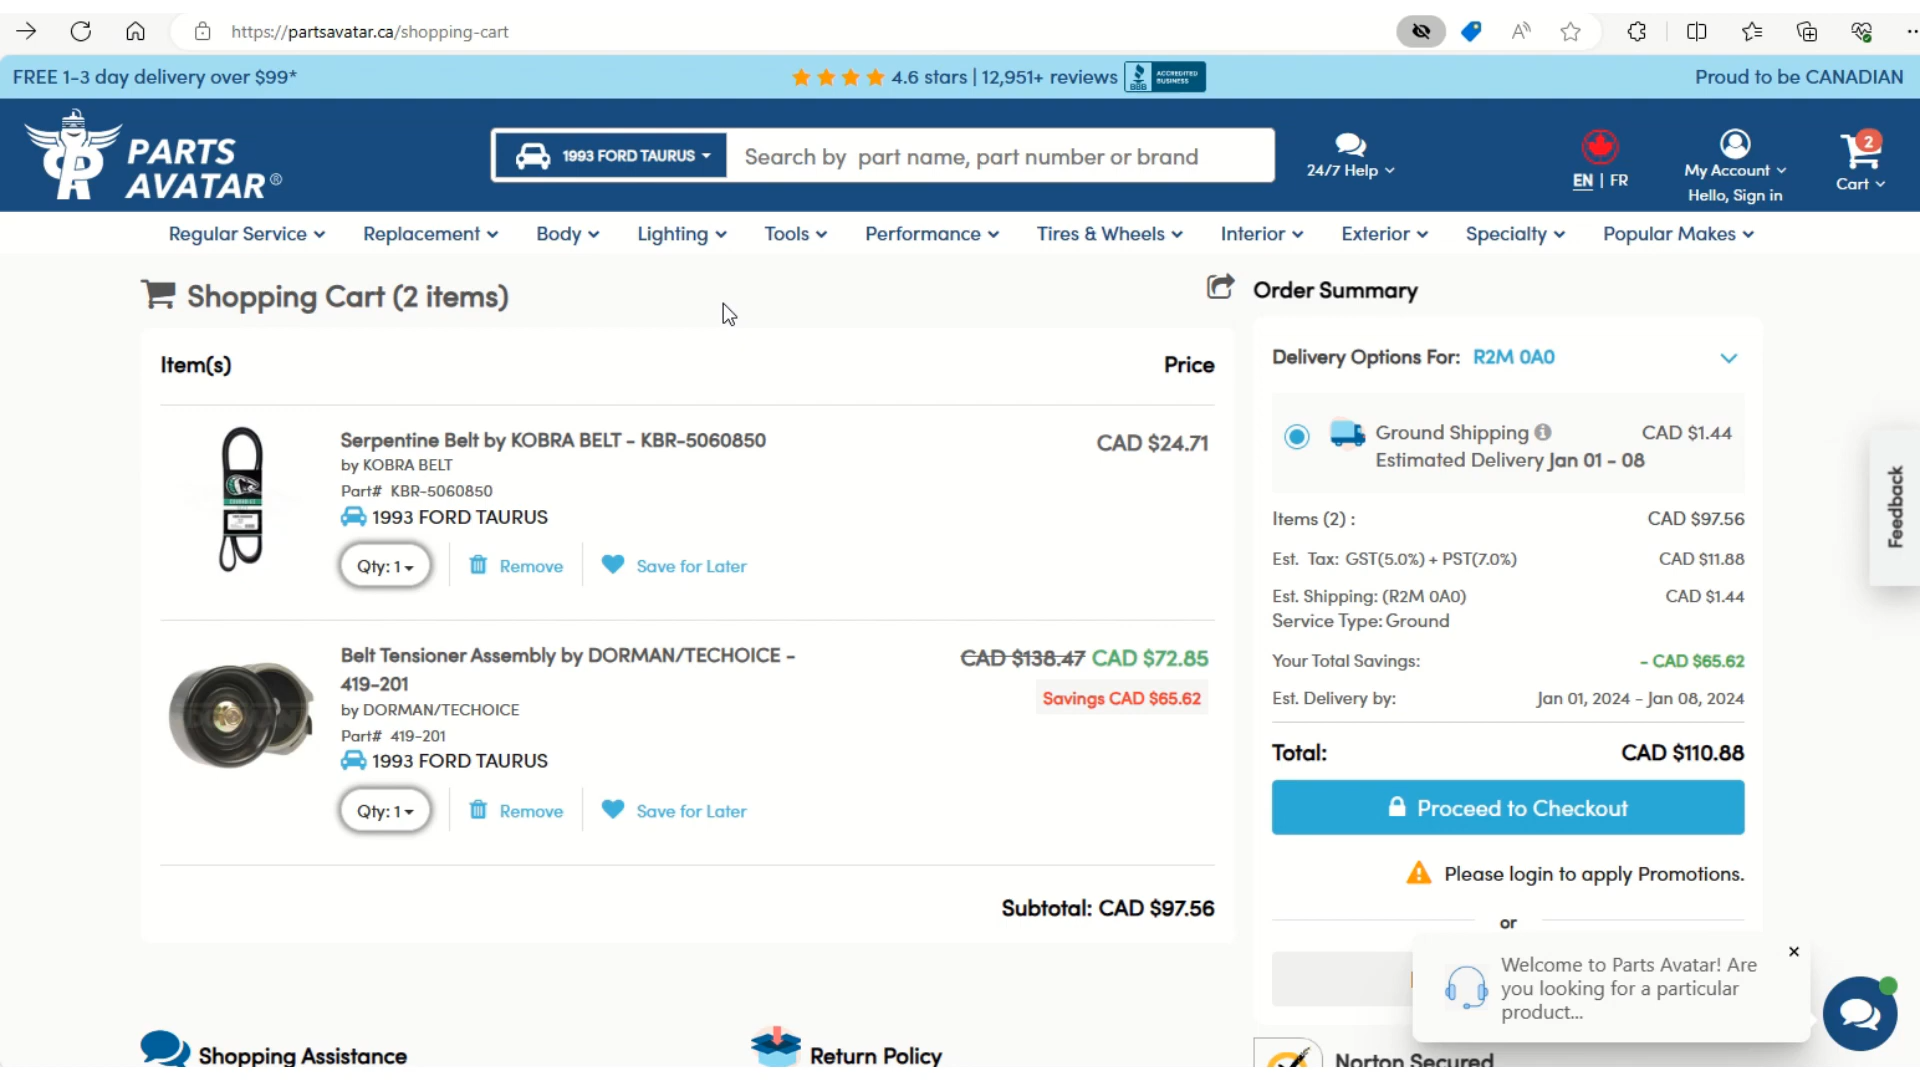 https://partsavatar.ca/shopping-cart
FREE 1-3 day delivery over $99*
4.6 stars | 12,951+ reviews
BBB ACCREDITED BUSINESS
Proud to be CANADIAN
PARTS
AVATAR®
1993 FORD TAURUS
Search by part name, part number or brand
24/7 Help
EN | FR
My Account
Hello, Sign in
2
Cart
Regular Service
Replacement
Body
Lighting
Tools
Performance
Tires & Wheels
Interior
Exterior
Specialty
Popular Makes
Shopping Cart (2 items)
Item(s)
Price
Serpentine Belt by KOBRA BELT - KBR-5060850
CAD $24.71
by KOBRA BELT
Part# KBR-5060850
1993 FORD TAURUS
Qty: 1
Remove
Save for Later
Belt Tensioner Assembly by DORMAN/TECHOICE -
419-201
CAD $138.47 CAD $72.85
Savings CAD $65.62
by DORMAN/TECHOICE
Part# 419-201
1993 FORD TAURUS
Qty: 1
Remove
Save for Later
Subtotal: CAD $97.56
Order Summary
Delivery Options For: R2M 0A0
Ground Shipping
CAD $1.44
Estimated Delivery Jan 01 - 08
Items (2) :
CAD $97.56
Est. Tax: GST(5.0%) + PST(7.0%)
CAD $11.88
Est. Shipping: (R2M 0A0)
CAD $1.44
Service Type: Ground
Your Total Savings:
- CAD $65.62
Est. Delivery by:
Jan 01, 2024 - Jan 08, 2024
Total:
CAD $110.88
Proceed to Checkout
Please login to apply Promotions.
or
Welcome to Parts Avatar! Are
you looking for a particular
product...
Feedback
Shopping Assistance
Return Policy
Norton Secured